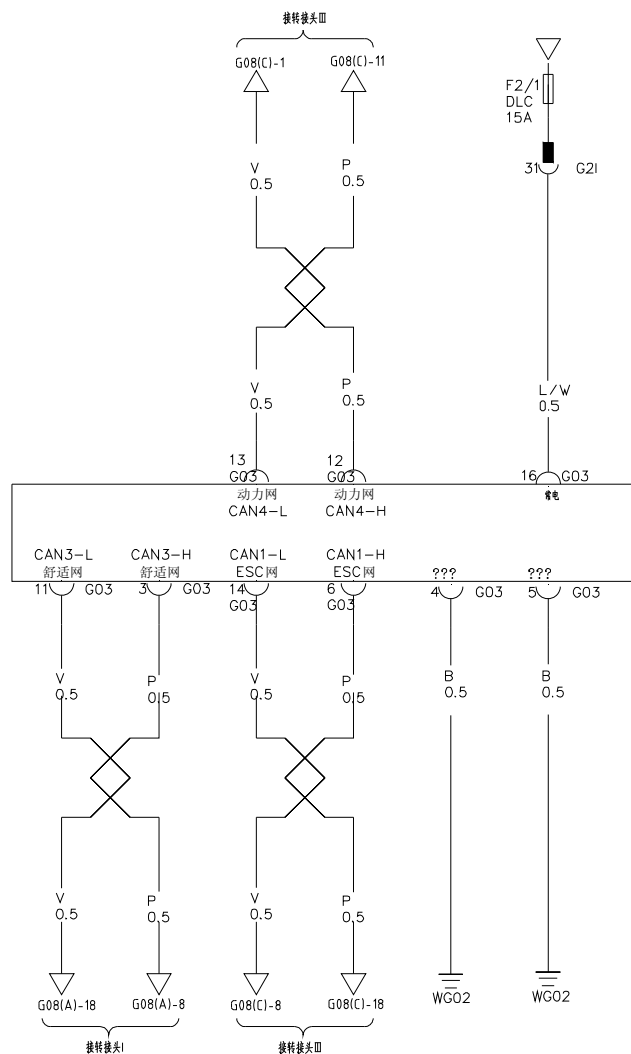 接转接头III
G08(C)-1
G08(C)-11
F2/1
DLC
15A
31
G2I
V
0.5
P
0.5
V
0.5
P
0.5
L/W
0.5
13
G03
12
G03
16
G03
动力网
CAN4-L
动力网
CAN4-H
常电
CAN3-L
舒适网
CAN3-H
舒适网
CAN1-L
ESC网
CAN1-H
ESC网
???
???
11
G03
3
G03
14
G03
6
G03
4
G03
5
G03
V
0.5
P
0.5
V
0.5
P
0.5
B
0.5
B
0.5
V
0.5
P
0.5
V
0.5
P
0.5
G08(A)-18
G08(A)-8
G08(C)-8
G08(C)-18
WG02
WG02
接转接头I
接转接头III